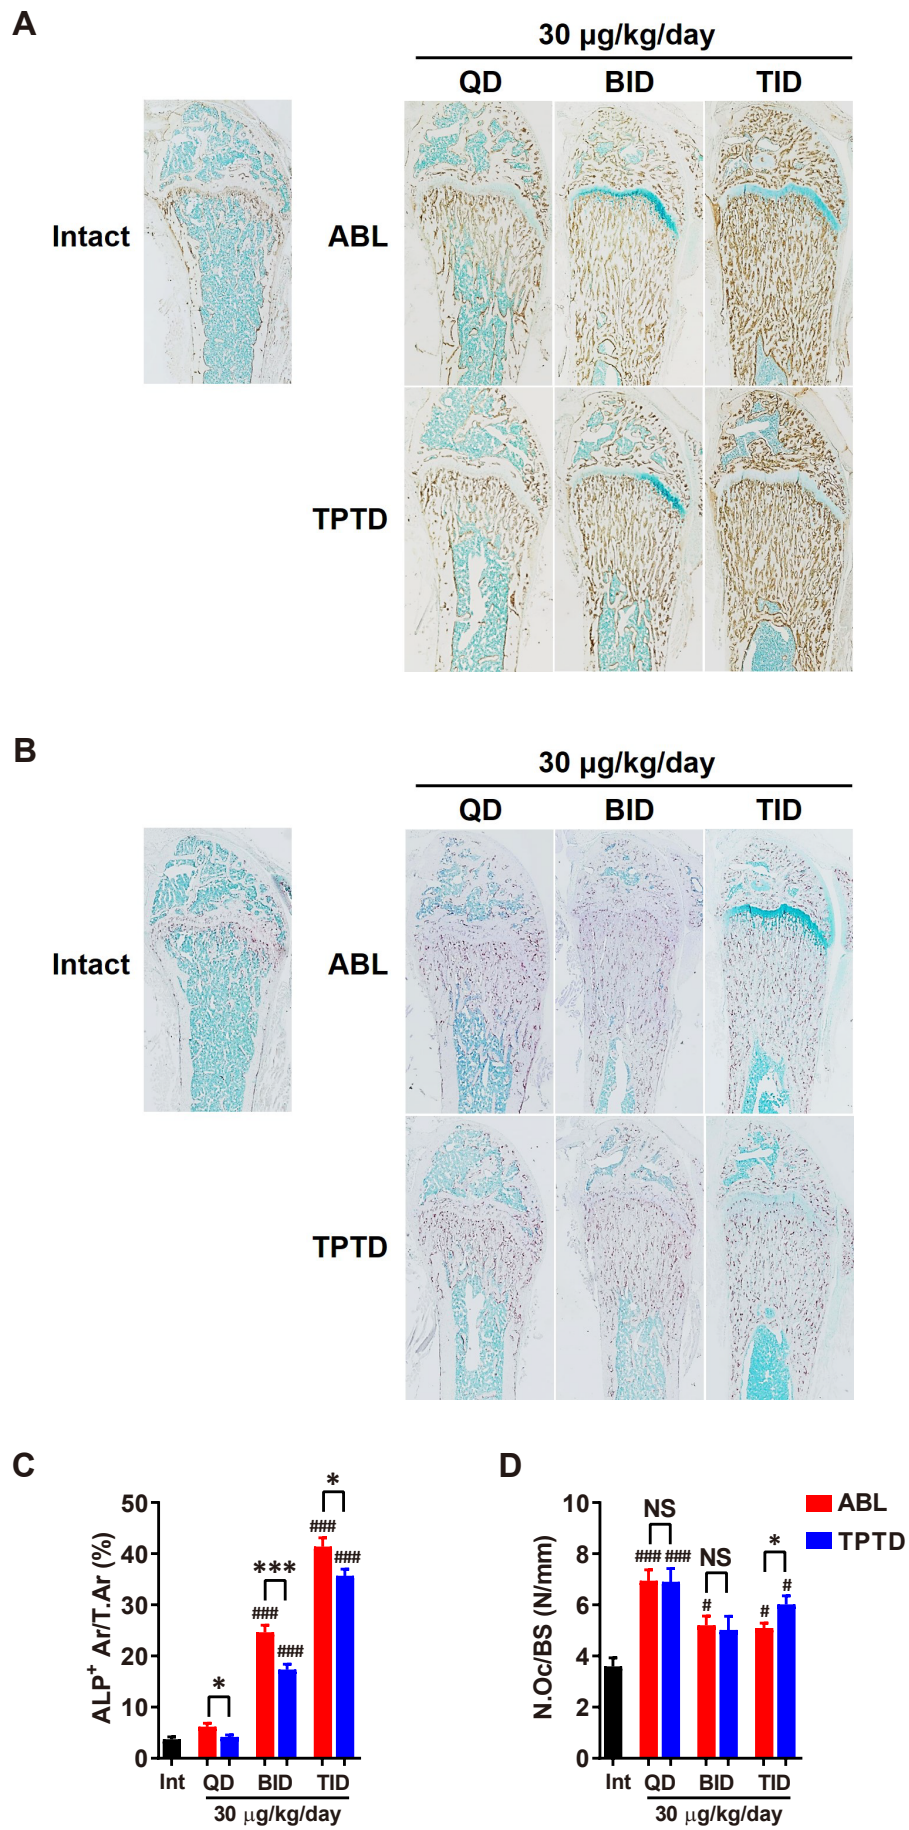 A
30 µg/kg/day
QD BID TID
Intact ABL
TPTD
B
30 µg/kg/day
QD BID TID
Intact ABL
TPTD
C
ALP+ Ar/T.Ar (%)
50
40
30
20
10
0
*
***
*
### ###
### ###
Int QD BID TID
30 µg/kg/day
D
N.Oc/BS (N/mm)
10
8
6
4
2
0
NS
NS
*
### ###
# # #
Int QD BID TID
30 µg/kg/day
ABL
TPTD